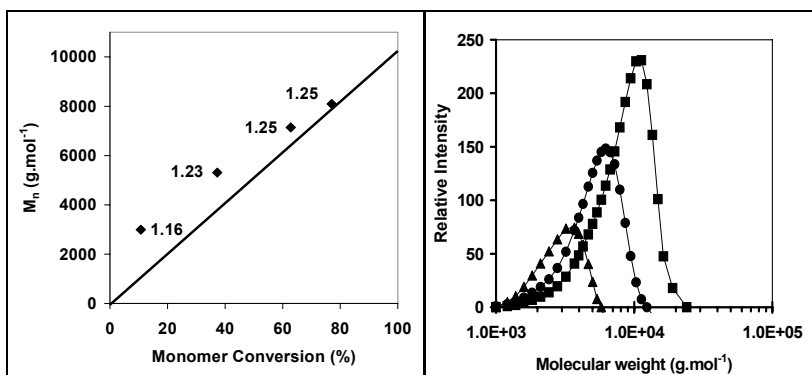 10000
8000
6000
4000
2000
0
1.16
1.23
1.25
1.25
0 20 40 60 80 100
Monomer Conversion (%)
Mn (g.mol-1)
250
200
150
100
50
0
1.0E+03 1.0E+04 1.0E+05
Molecular weight (g.mol-1)
Relative Intensity